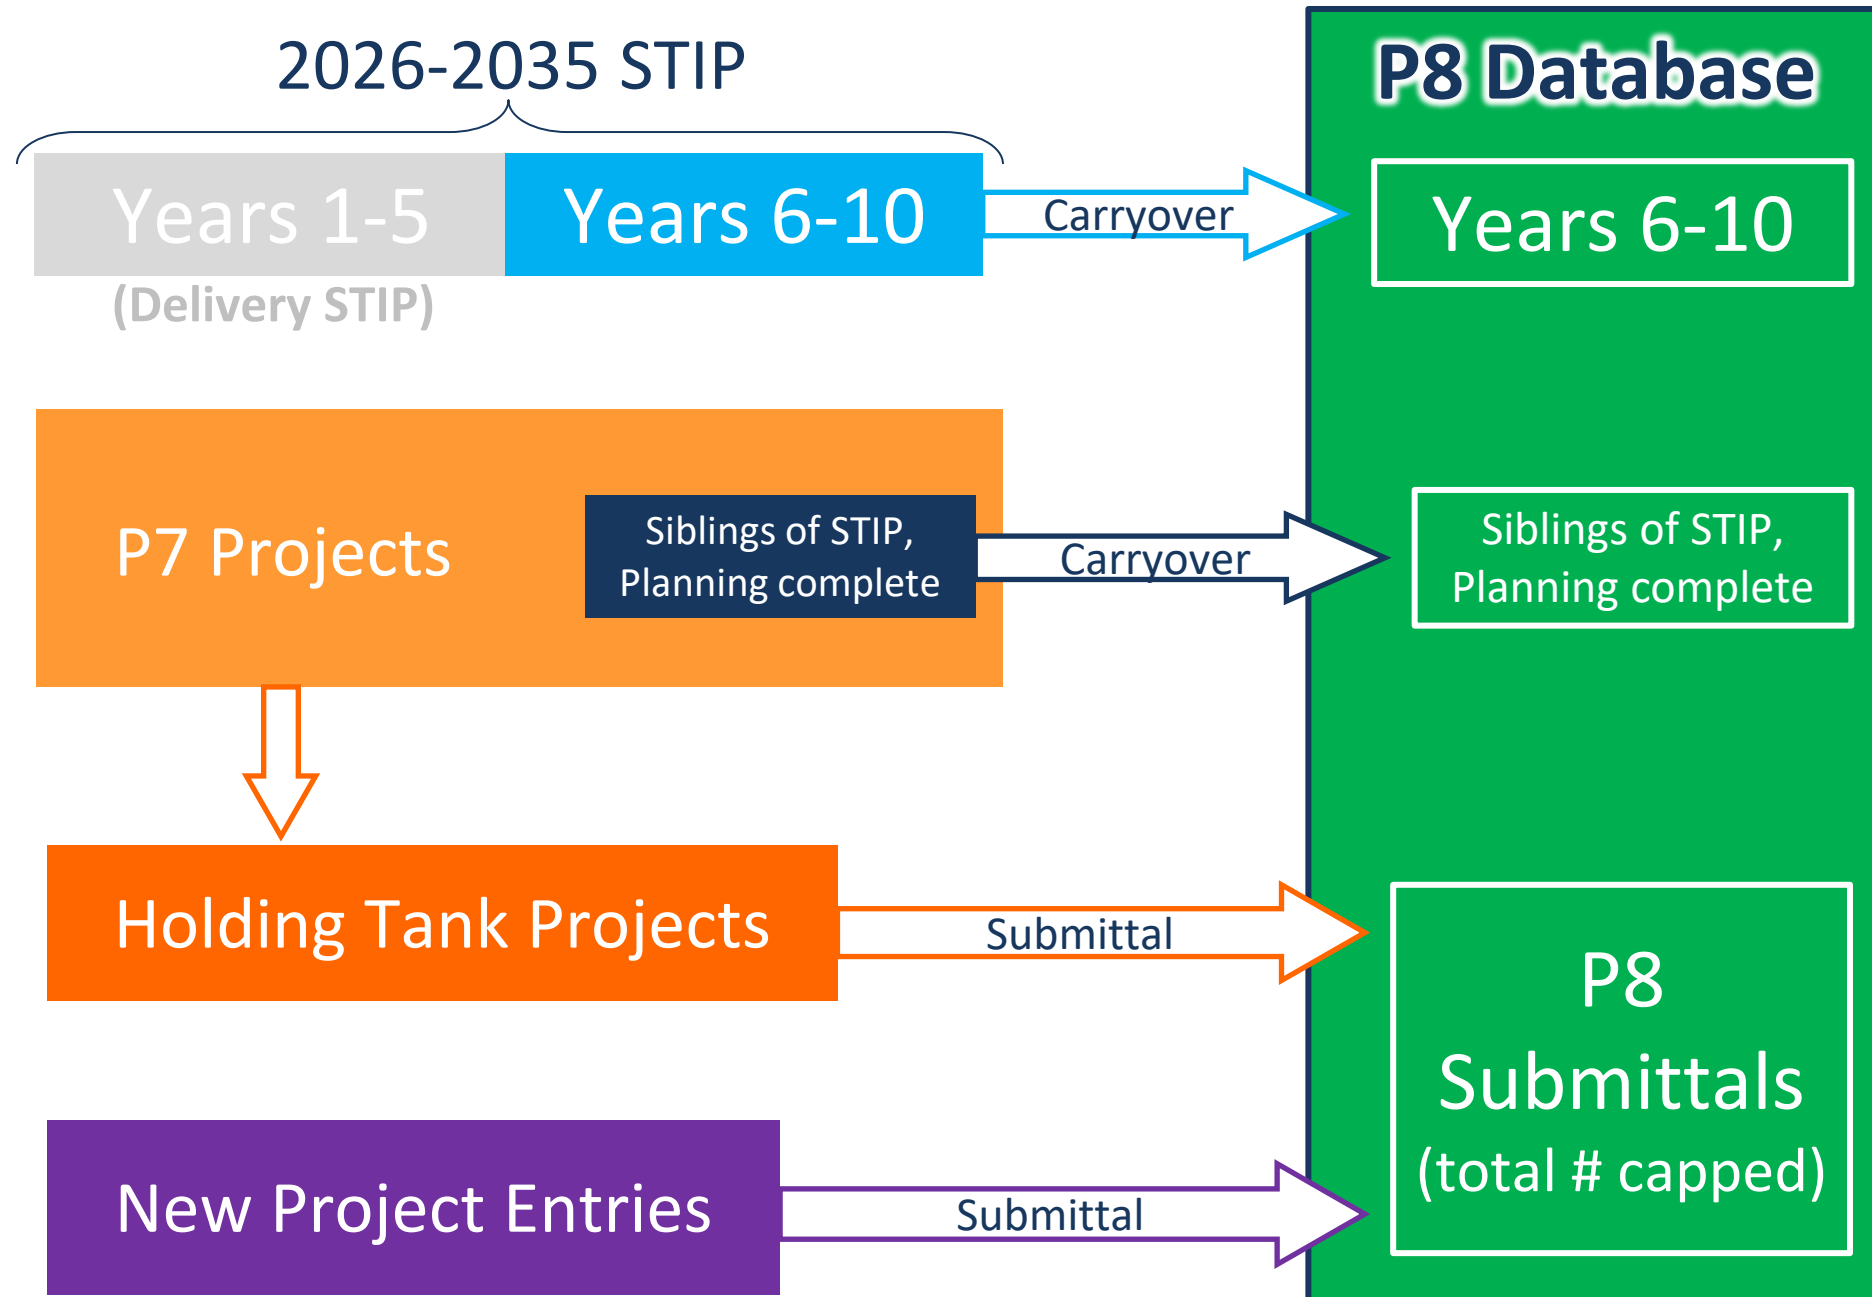 2026-2035 STIP
P8 Database
Years 1-5
Years 6-10
Carryover
Years 6-10
(Delivery STIP)
P7 Projects
Siblings of STIP,
Planning complete
Carryover
Siblings of STIP,
Planning complete
Holding Tank Projects
Submittal
P8
Submittals
(total # capped)
New Project Entries
Submittal